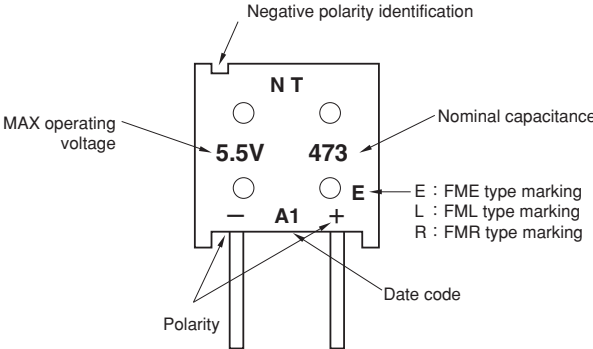 Negative polarity identification
N T
MAX operating
voltage
5.5V
473
Nominal capacitance
E
E : FME type marking
L : FML type marking
R : FMR type marking
− A1 +
Date code
Polarity